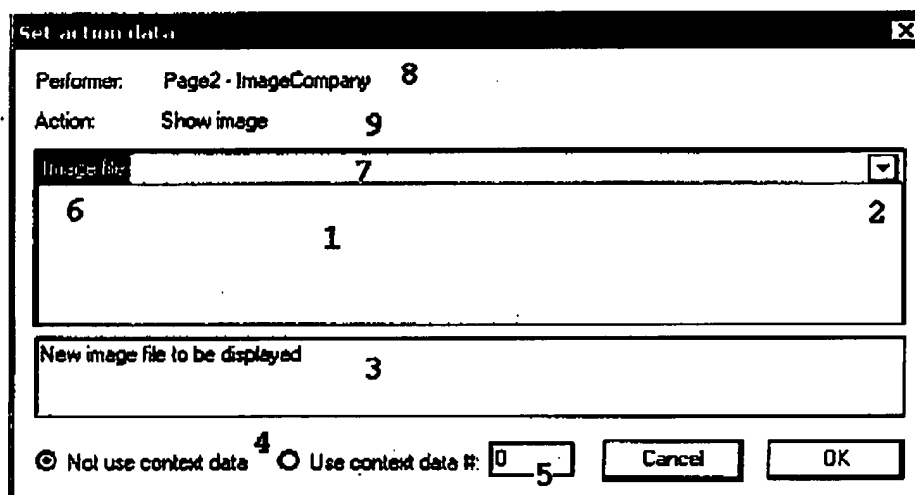 Set action data
Performer: Page2 - ImageCompany 8
Action: Show image 9
Image file 7
6 1 2
New image file to be displayed 3
Not use context data 4 Use context data #: 0 5 Cancel OK